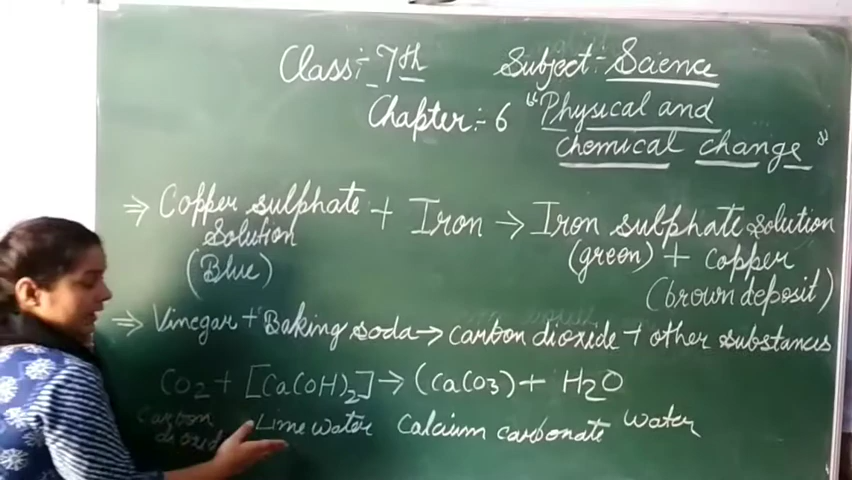 Class:- 7th Subject:- Science
Chapter:- 6 "Physical and
chemical change"
⇒ Copper sulphate + Iron → Iron sulphate solution
solution (green) + copper
(Blue) (brown deposit)
⇒ Vinegar + Baking soda → carbon dioxide + other substances
CO2 + [Ca(OH)2] → (CaCO3) + H2O
Carbon Lime water Calcium carbonate water
dioxide